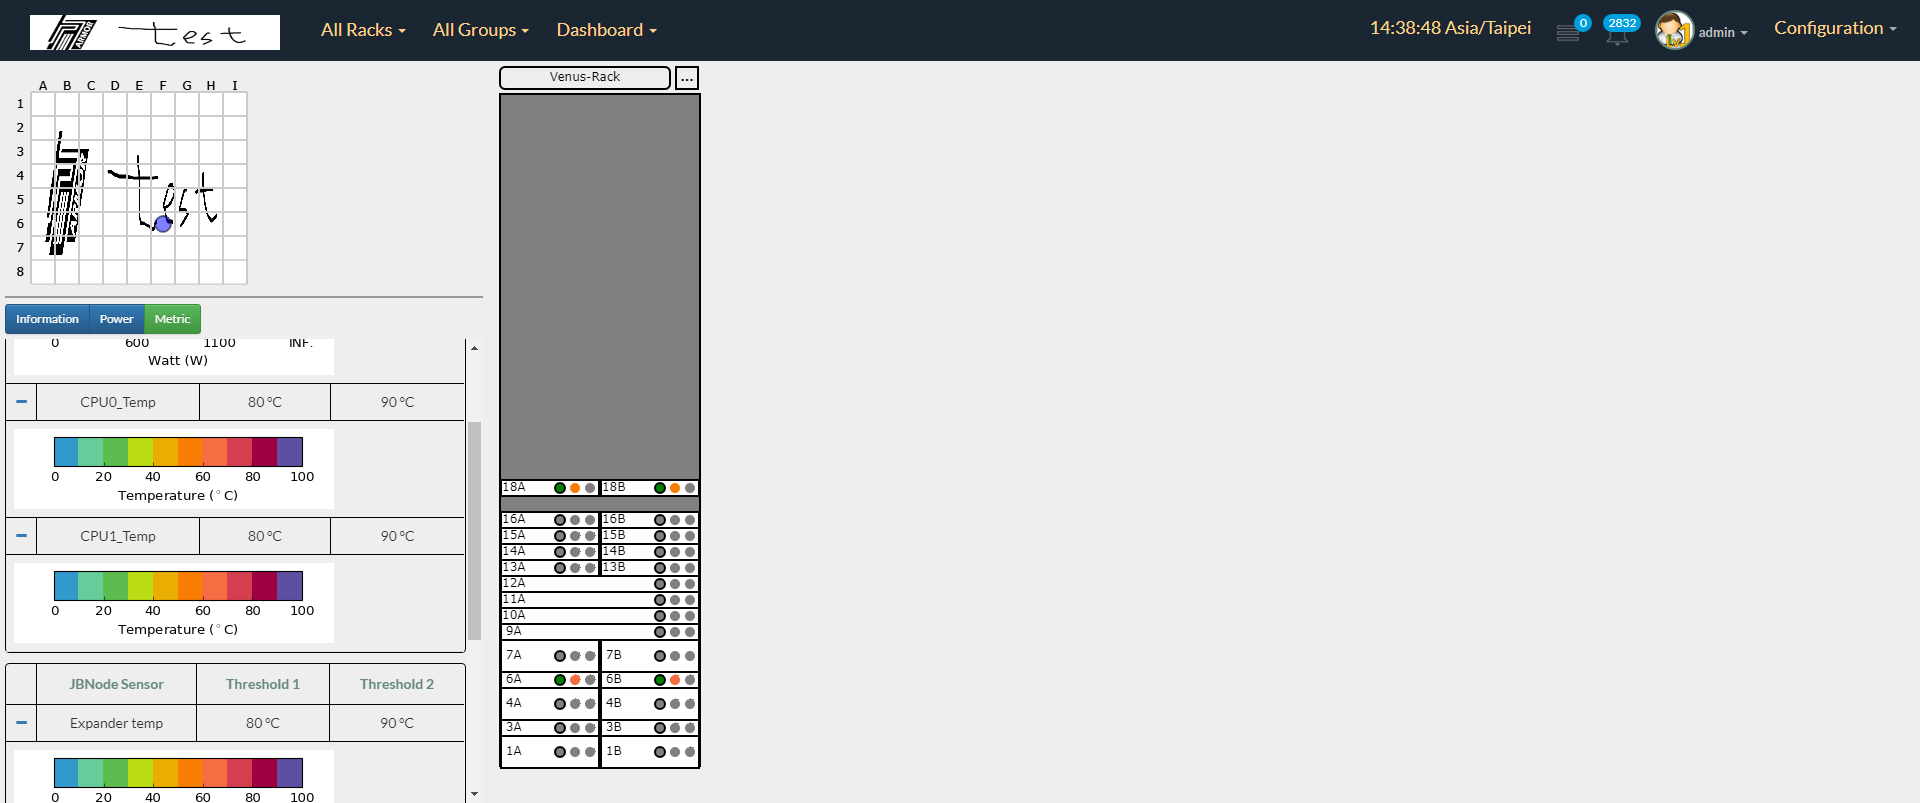 ARMOR test All Racks All Groups Dashboard 14:38:48 Asia/Taipei 0 2832 admin Configuration
A B C D E F G H I
1
2
3
4
5
6
7
8
test
Information Power Metric
0 600 1100 INF.
Watt (W)
CPU0_Temp 80 °C 90 °C
0 20 40 60 80 100
Temperature (°C)
CPU1_Temp 80 °C 90 °C
0 20 40 60 80 100
Temperature (°C)
JBNode Sensor Threshold 1 Threshold 2
Expander temp 80 °C 90 °C
0 20 40 60 80 100
Venus-Rack ...
18A 18B
16A 16B
15A 15B
14A 14B
13A 13B
12A
11A
10A
9A
7A 7B
6A 6B
4A 4B
3A 3B
1A 1B